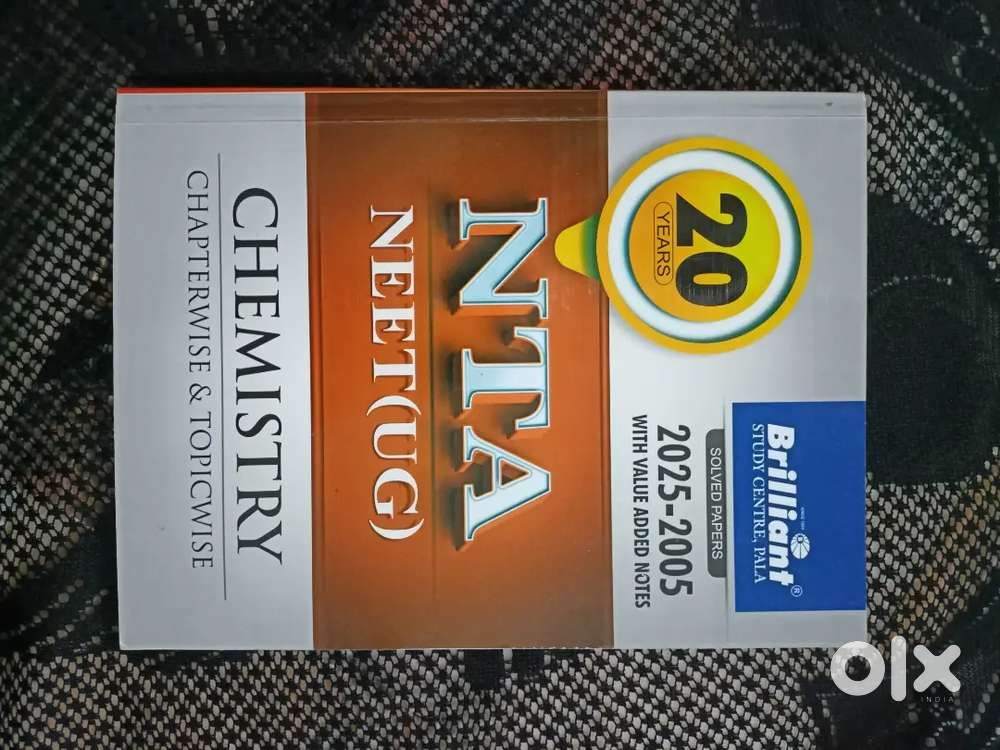 Brilliant®
STUDY CENTRE, PALA
20
YEARS
SOLVED PAPERS
2025-2005
WITH VALUE ADDED NOTES
NTA
NEET(UG)
CHEMISTRY
CHAPTERWISE & TOPICWISE
olx
INDIA